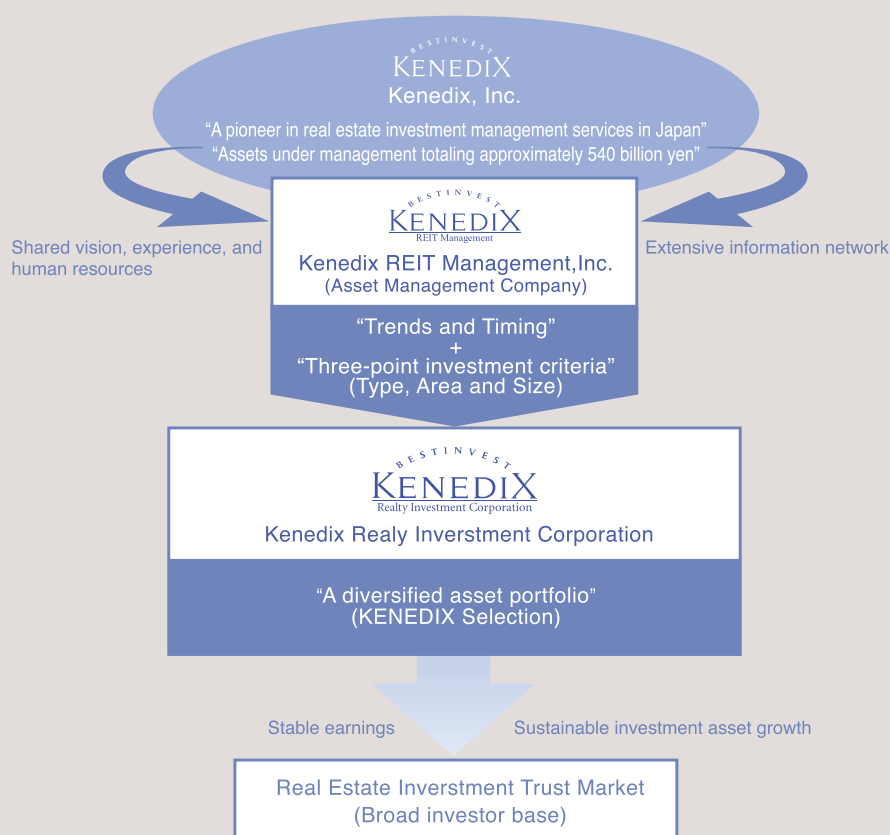 BESTINVEST
KENEDIX
Kenedix, Inc.
“A pioneer in real estate investment management services in Japan”
“Assets under management totaling approximately 540 billion yen”
BESTINVEST
KENEDIX
REIT Management
Kenedix REIT Management,Inc.
(Asset Management Company)
Shared vision, experience, and
human resources
Extensive information network
“Trends and Timing”
+
“Three-point investment criteria”
(Type, Area and Size)
BESTINVEST
KENEDIX
Realty Investment Corporation
Kenedix Realy Inverstment Corporation
“A diversified asset portfolio”
(KENEDIX Selection)
Stable earnings
Sustainable investment asset growth
Real Estate Inverstment Trust Market
(Broad investor base)